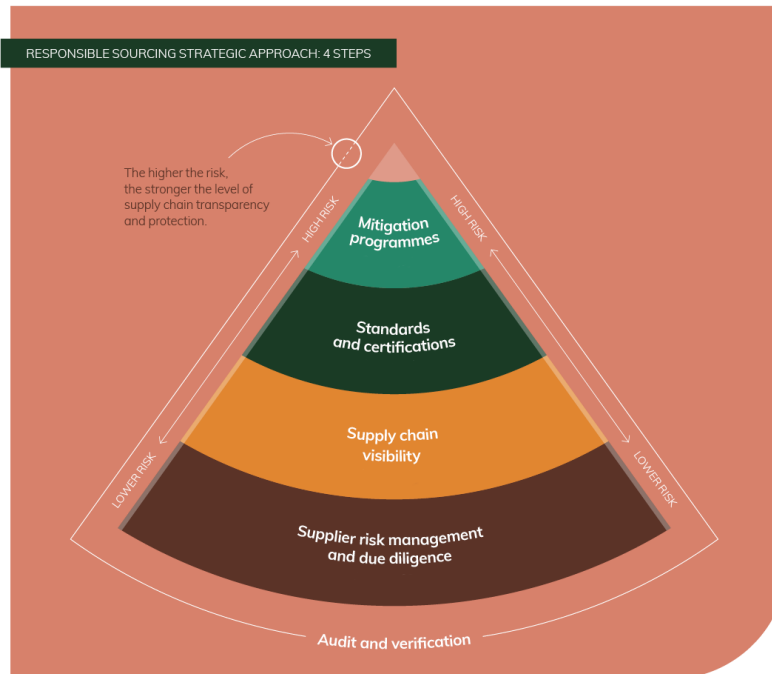 RESPONSIBLE SOURCING STRATEGIC APPROACH: 4 STEPS
The higher the risk,
the stronger the level of
supply chain transparency
and protection.
HIGH RISK
HIGH RISK
Mitigation
programmes
Standards
and certifications
Supply chain
visibility
LOWER RISK
LOWER RISK
Supplier risk management
and due diligence
Audit and verification